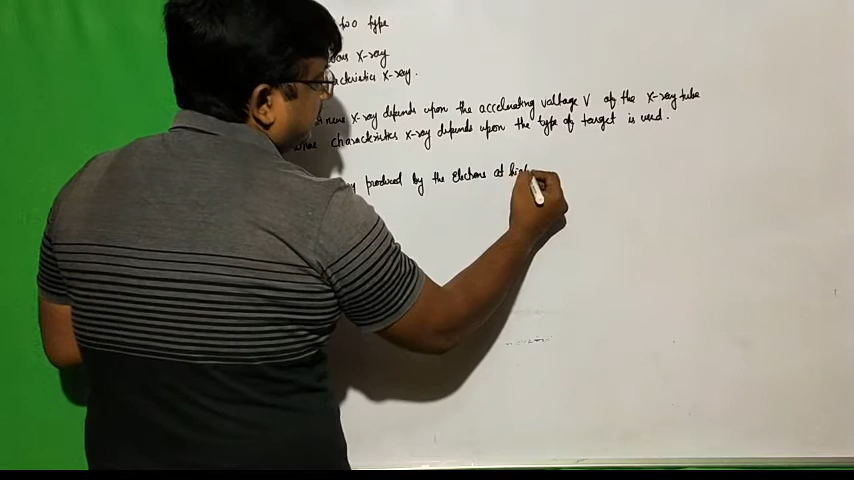 two type
X-ray
X-ray.
X-ray depends upon the accelerating voltage V of the X-ray tube
characteristics X-ray depends upon the type of target is used.
produced by the electrons at high